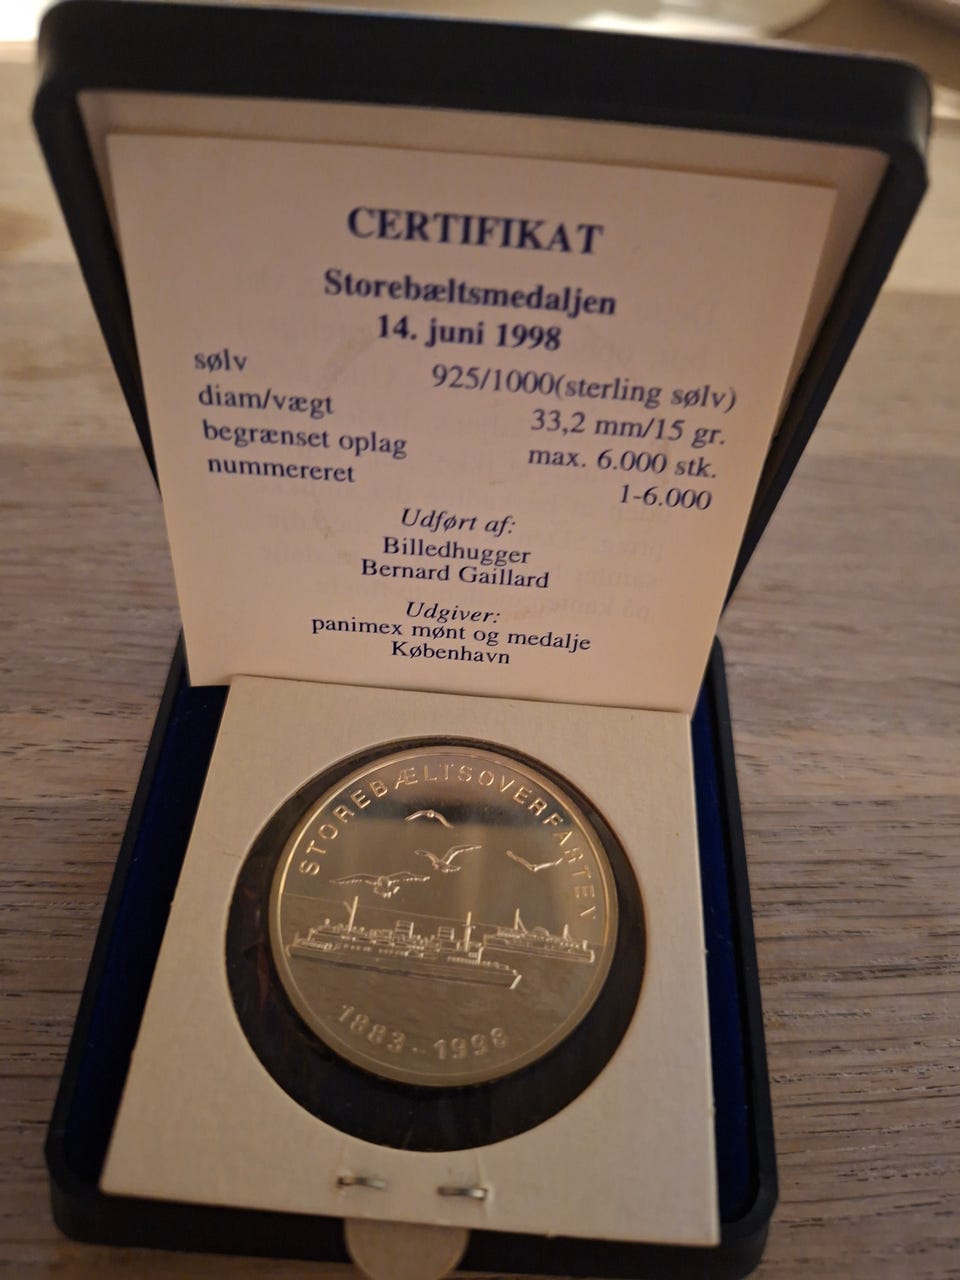 CERTIFIKAT
Storebæltsmedaljen
14. juni 1998
sølv 925/1000(sterling sølv)
diam/vægt 33,2 mm/15 gr.
begrænset oplag max. 6.000 stk.
nummereret 1-6.000
Udført af:
Billedhugger
Bernard Gaillard
Udgiver:
panimex mønt og medalje
København
STOREBÆLTSOVERFARTEN
1883-1998